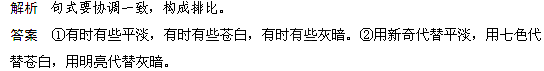 解析　句式要协调一致，构成排比。
答案　①有时有些平淡，有时有些苍白，有时有些灰暗。②用新奇代替平淡，用七色代
替苍白，用明亮代替灰暗。